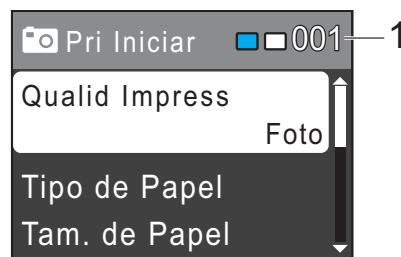 Pri Iniciar 001 1
Qualid Impress
Foto
Tipo de Papel
Tam. de Papel